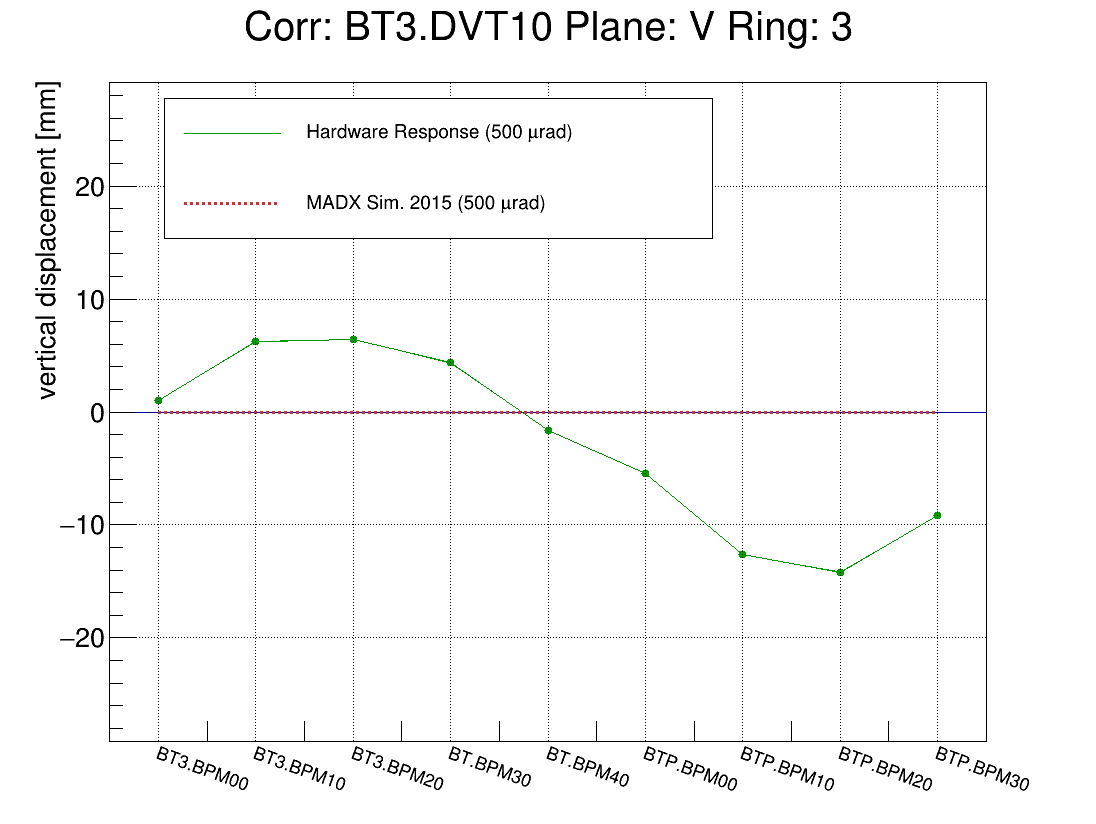 Corr: BT3.DVT10 Plane: V Ring: 3
vertical displacement [mm]
Hardware Response (500 μrad)
MADX Sim. 2015 (500 μrad)
20
10
0
−10
−20
BT3.BPM00
BT3.BPM10
BT3.BPM20
BT.BPM30
BT.BPM40
BTP.BPM00
BTP.BPM10
BTP.BPM20
BTP.BPM30